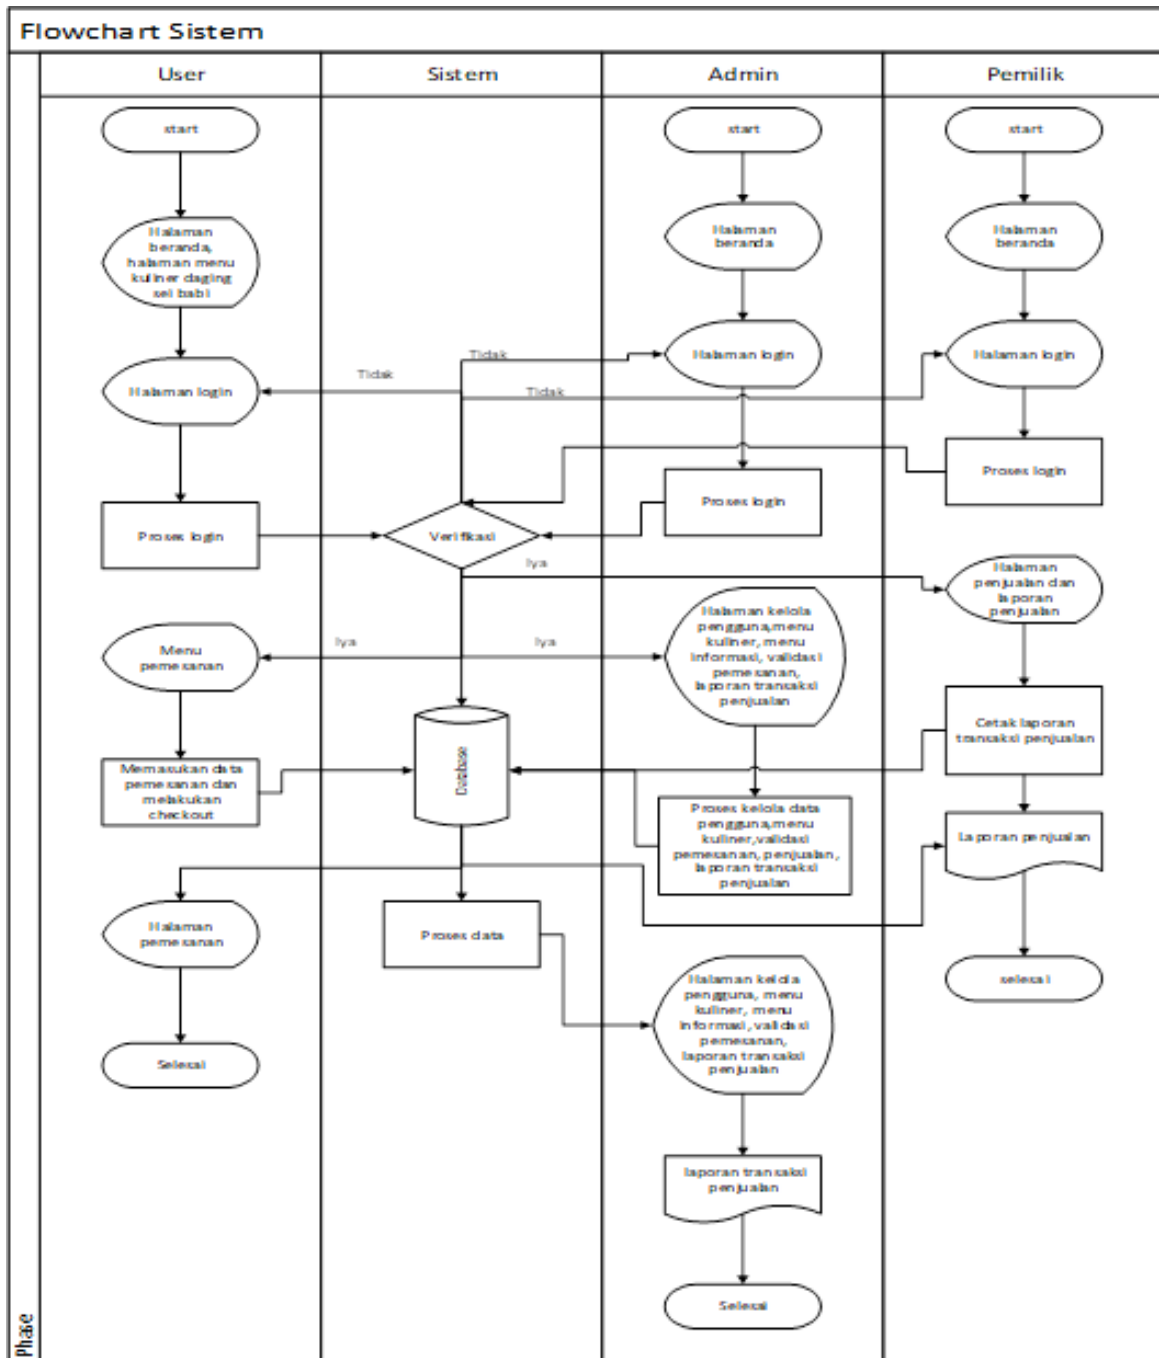 Flowchart Sistem
User
Sistem
Admin
Pemilik
start
start
start
Halaman
beranda,
halaman menu
kuliner daging
sei babi
Halaman
beranda
Halaman
beranda
Halaman login
Halaman login
Halaman login
Tidak
Tidak
Tidak
Proses login
Proses login
Proses login
Verifikasi
Iya
Halaman
penjualan dan
laporan
penjualan
Menu
pemesanan
Iya
Iya
Halaman kelola
pengguna,menu
kuliner, menu
informasi, validasi
pemesanan,
laporan transaksi
penjualan
Cetak laporan
transaksi penjualan
Memasukan data
pemesanan dan
melakukan
checkout
Database
Proses kelola data
pengguna,menu
kuliner,validasi
pemesanan, penjualan,
laporan transaksi
penjualan
Laporan penjualan
Halaman
pemesanan
Proses data
Halaman kelola
pengguna, menu
kuliner, menu
informasi, validasi
pemesanan,
laporan transaksi
penjualan
selesai
Selesai
laporan transaksi
penjualan
Selesai
Phase